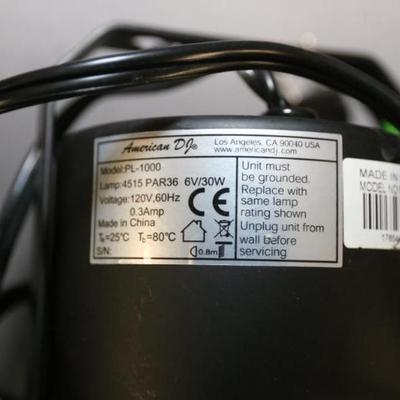 American DJ®
Los Angeles, CA 90040 USA
www.americandj.com
Model:PL-1000
Lamp:4515 PAR36 6V/30W
Voltage:120V,60Hz
0.3Amp
Made in China
Ta=25°C Tb=80°C
S/N:
CE
0.8m
Unit must
be grounded.
Replace with
same lamp
rating shown
Unplug unit from
wall before
servicing
MADE IN
MODEL NO